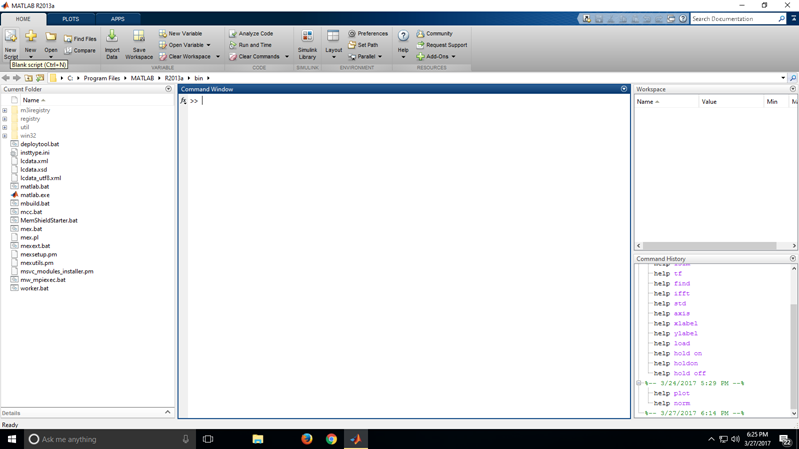 MATLAB R2013a
HOME PLOTS APPS
Search Documentation
New Script
New
Open
Find Files
Compare
Import Data
Save Workspace
New Variable
Open Variable
Clear Workspace
Analyze Code
Run and Time
Clear Commands
Simulink Library
Layout
Preferences
Set Path
Parallel
Help
Community
Request Support
Add-Ons
Blank script (Ctrl+N)
VARIABLE CODE SIMULINK ENVIRONMENT RESOURCES
C: Program Files MATLAB R2013a bin
Current Folder
Name
m3iregistry
registry
util
win32
deploytool.bat
insttype.ini
lcdata.xml
lcdata.xsd
lcdata_utf8.xml
matlab.bat
matlab.exe
mbuild.bat
mcc.bat
MemShieldStarter.bat
mex.bat
mex.pl
mexext.bat
mexsetup.pm
mexutils.pm
msvc_modules_installer.pm
mw_mpiexec.bat
worker.bat
Details
Command Window
fx >>
Workspace
Name Value Min
Command History
help tf
help find
help ifft
help std
help axis
help xlabel
help ylabel
help load
help hold on
help holdon
help hold off
%-- 3/24/2017 5:29 PM --%
help plot
help norm
%-- 3/27/2017 6:14 PM --%
Ready
Ask me anything
6:25 PM
3/27/2017
22